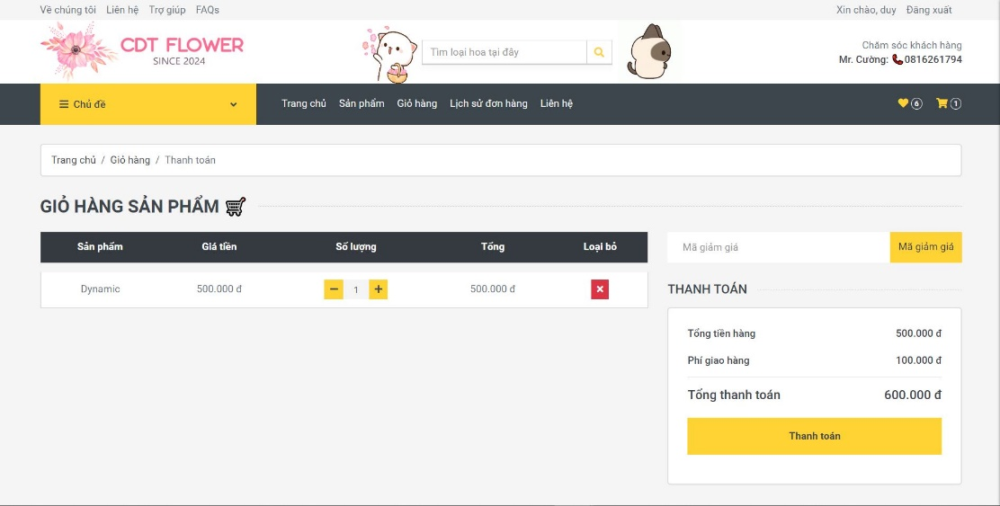 Về chúng tôi Liên hệ Trợ giúp FAQs Xin chào, duy Đăng xuất
CDT FLOWER
SINCE 2024
Tìm loại hoa tại đây
Chăm sóc khách hàng
Mr. Cường: 0816261794
Chủ đề Trang chủ Sản phẩm Giỏ hàng Lịch sử đơn hàng Liên hệ 6 1
Trang chủ / Giỏ hàng / Thanh toán
GIỎ HÀNG SẢN PHẨM
Sản phẩm Giá tiền Số lượng Tổng Loại bỏ
Dynamic 500.000 đ 1 500.000 đ
Mã giảm giá Mã giảm giá
THANH TOÁN
Tổng tiền hàng 500.000 đ
Phí giao hàng 100.000 đ
Tổng thanh toán 600.000 đ
Thanh toán